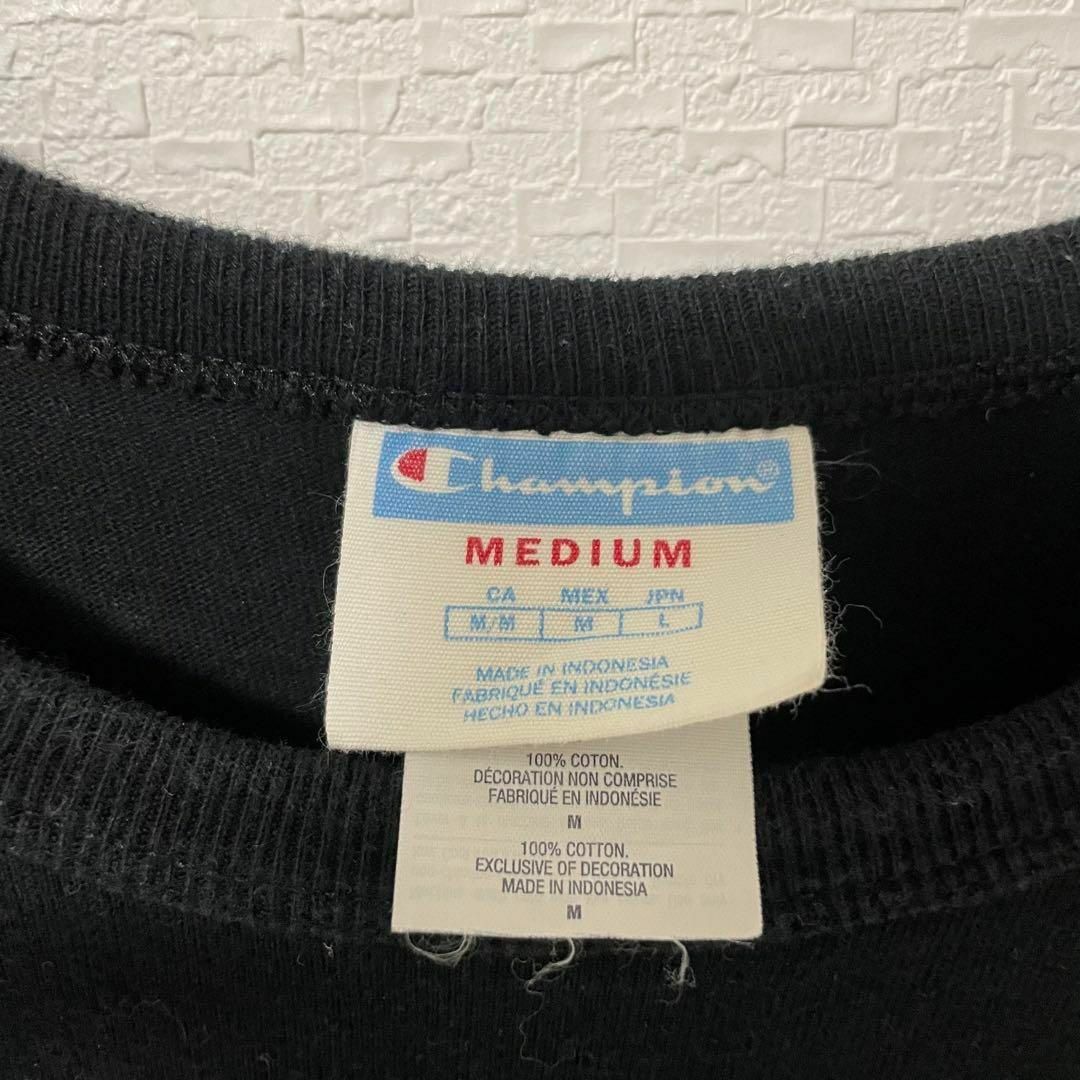 Champion®
MEDIUM
CA MEX JPN
M/M M L
MADE IN INDONESIA
FABRIQUÉ EN INDONÉSIE
HECHO EN INDONESIA
100% COTON.
DÉCORATION NON COMPRISE
FABRIQUÉ EN INDONÉSIE
M
100% COTTON.
EXCLUSIVE OF DECORATION
MADE IN INDONESIA
M